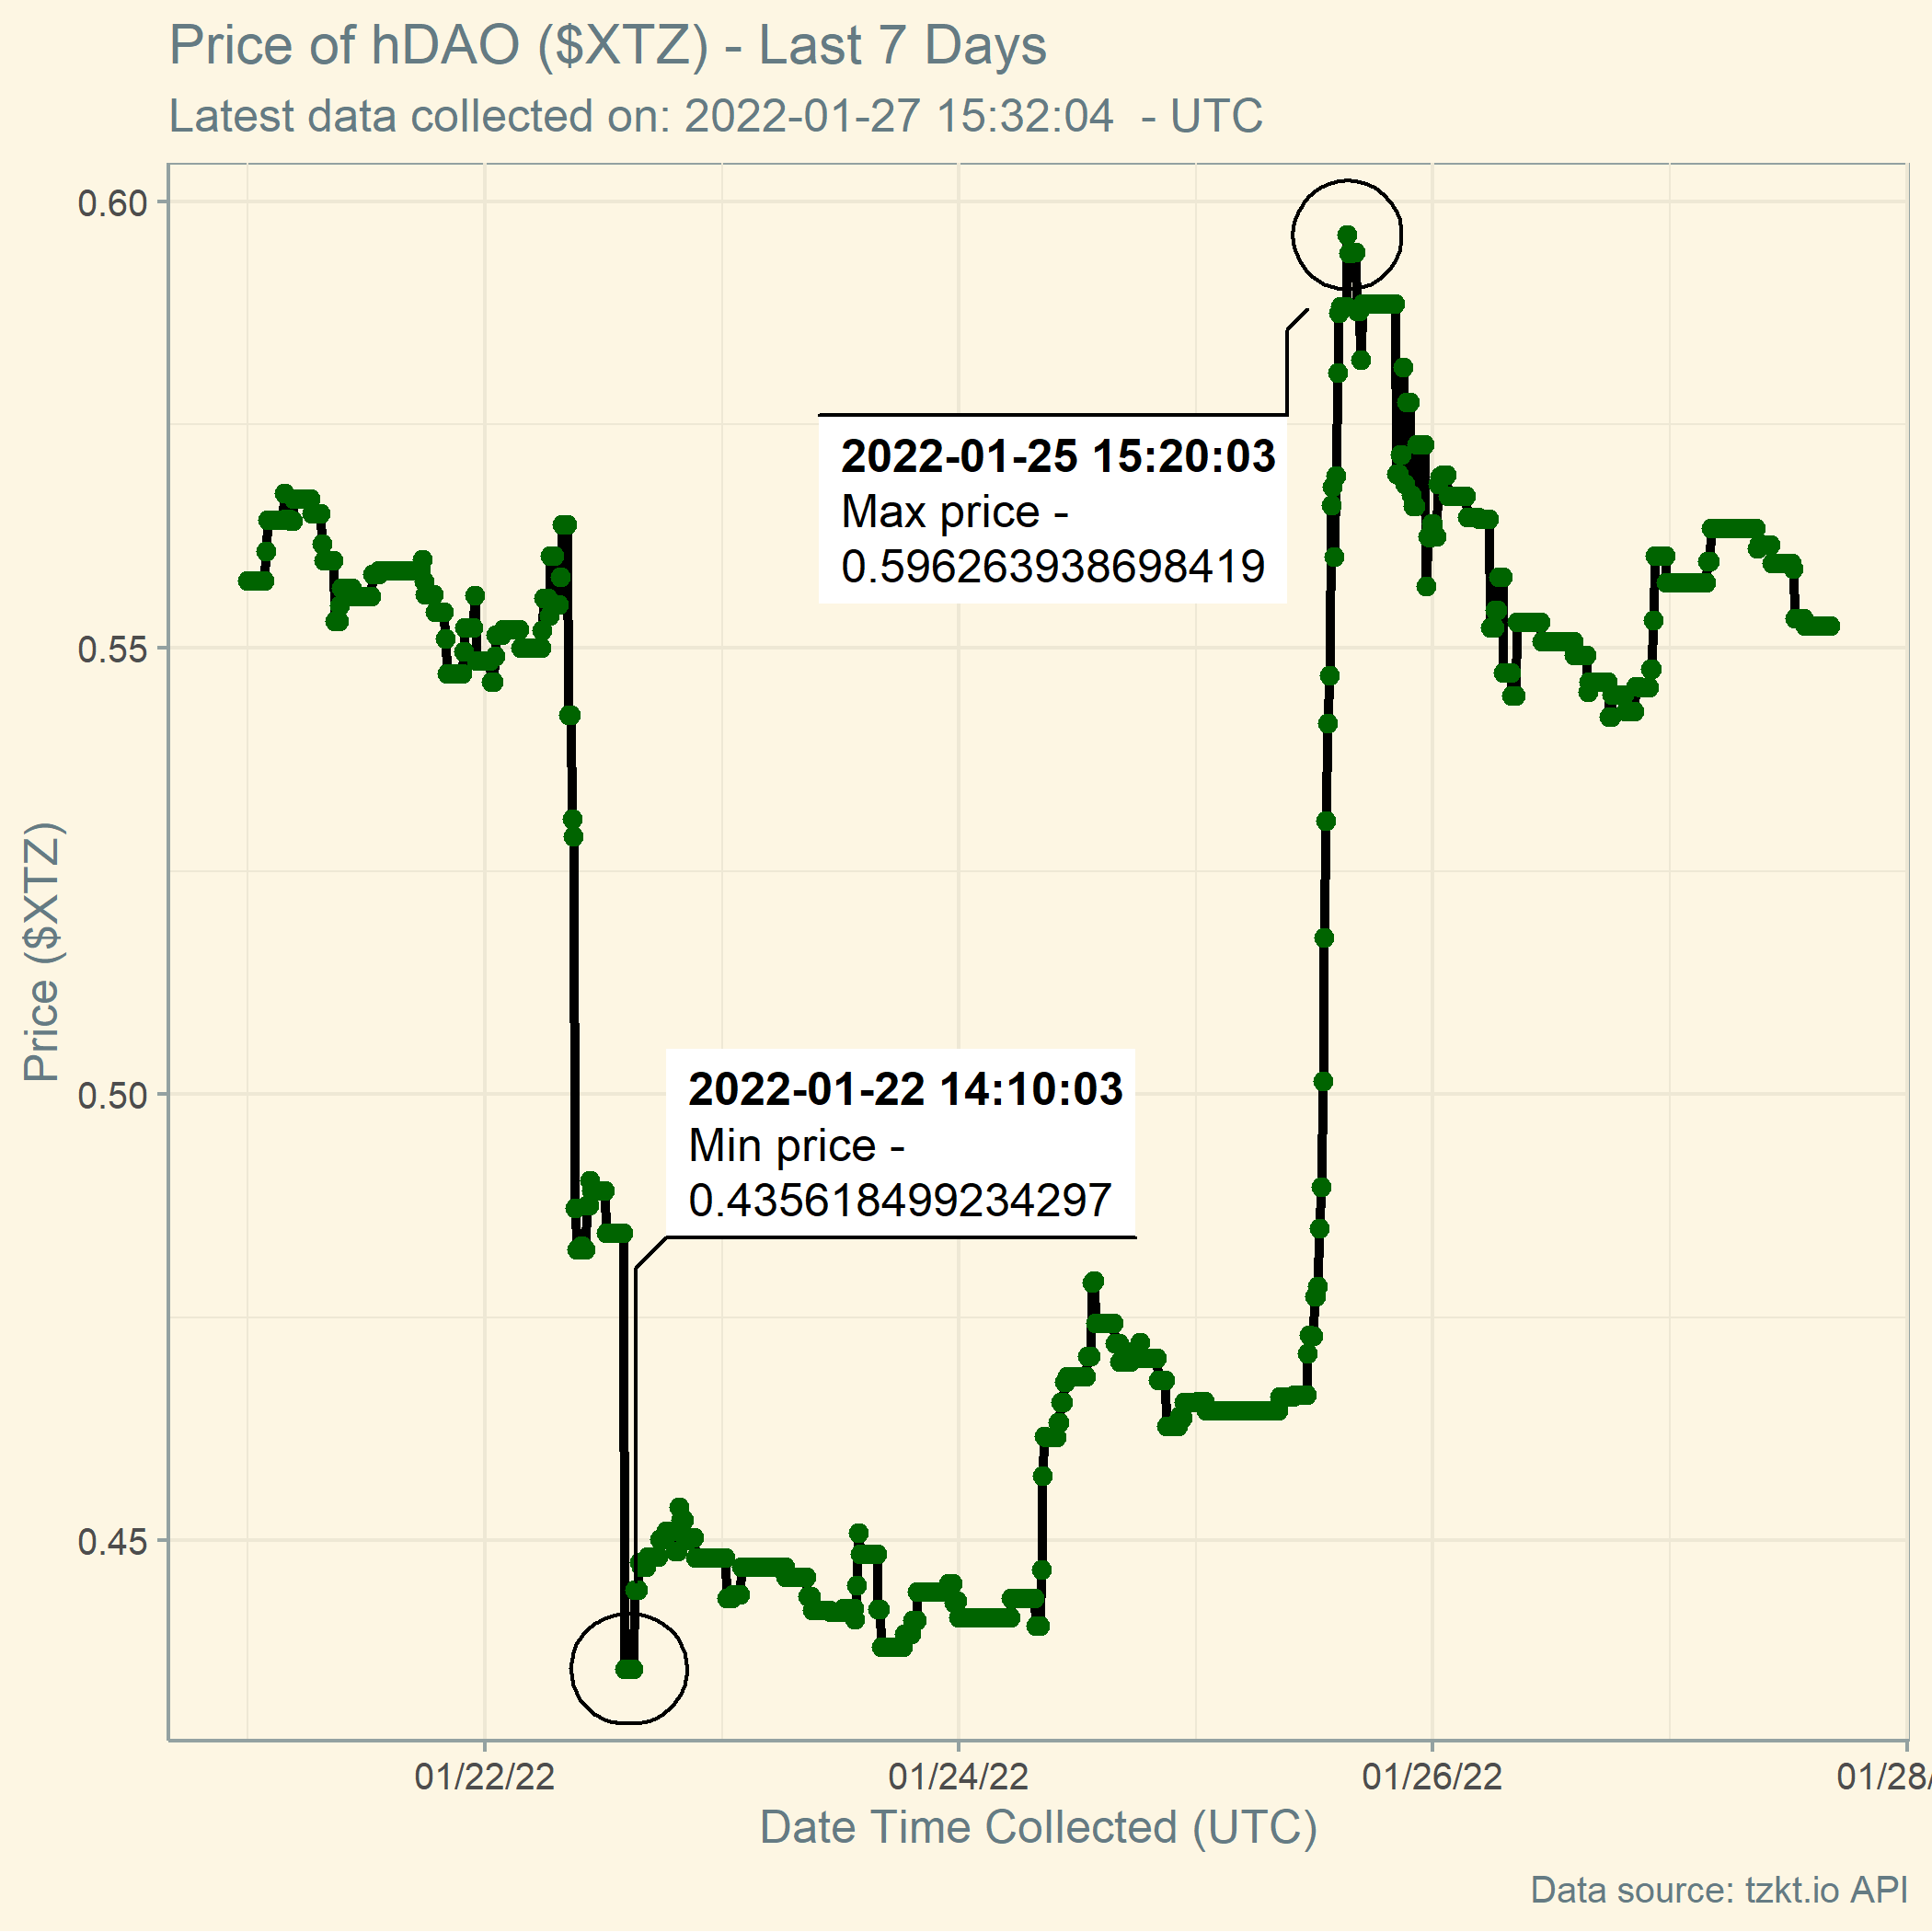 Price of hDAO ($XTZ) - Last 7 Days
Latest data collected on: 2022-01-27 15:32:04  - UTC
0.60
2022-01-25 15:20:03
Max price -
0.596263938698419
0.55
Price ($XTZ)
0.50
2022-01-22 14:10:03
Min price -
0.435618499234297
0.45
01/22/22
01/24/22
01/26/22
01/28/
Date Time Collected (UTC)
Data source: tzkt.io API